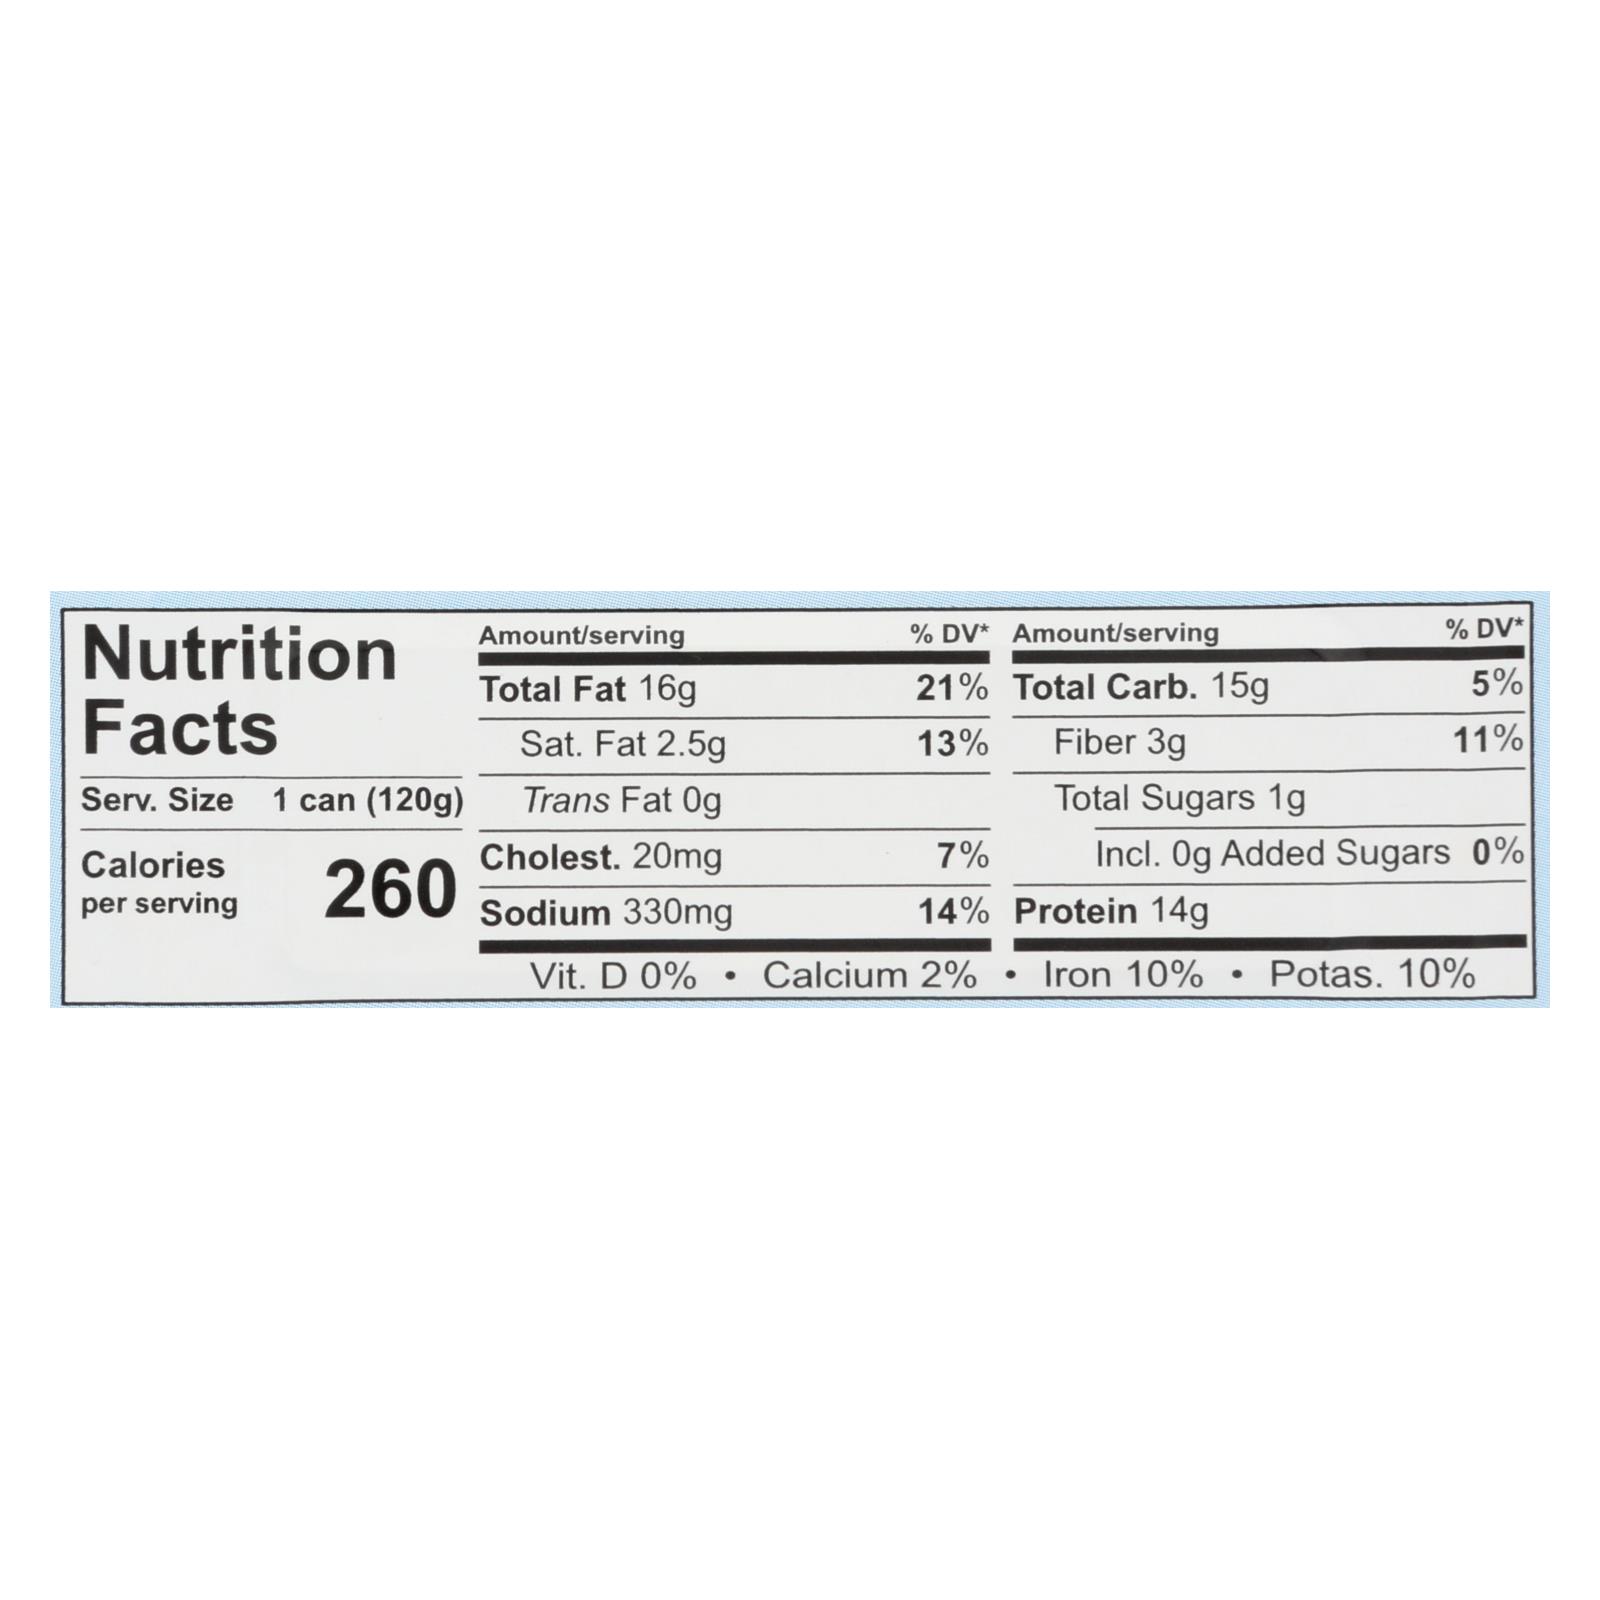 Nutrition
Facts
Serv. Size 1 can (120g)
Calories
per serving 260
Amount/serving % DV*
Total Fat 16g 21%
Sat. Fat 2.5g 13%
Trans Fat 0g
Cholest. 20mg 7%
Sodium 330mg 14%
Amount/serving % DV*
Total Carb. 15g 5%
Fiber 3g 11%
Total Sugars 1g
Incl. 0g Added Sugars 0%
Protein 14g
Vit. D 0% • Calcium 2% • Iron 10% • Potas. 10%